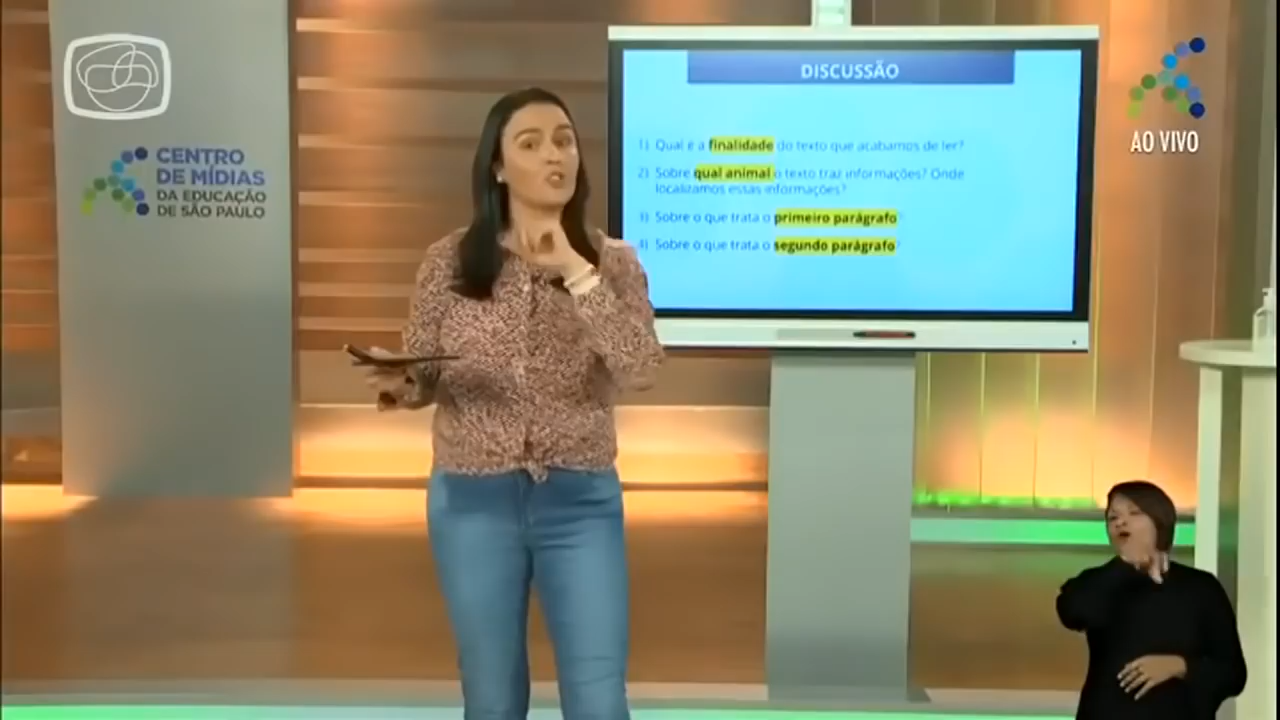 CENTRO
DE MÍDIAS
DA EDUCAÇÃO
DE SÃO PAULO
DISCUSSÃO
1) Qual é a finalidade do texto que acabamos de ler?
2) Sobre qual animal o texto traz informações? Onde
localizamos essas informações?
3) Sobre o que trata o primeiro parágrafo?
4) Sobre o que trata o segundo parágrafo?
AO VIVO